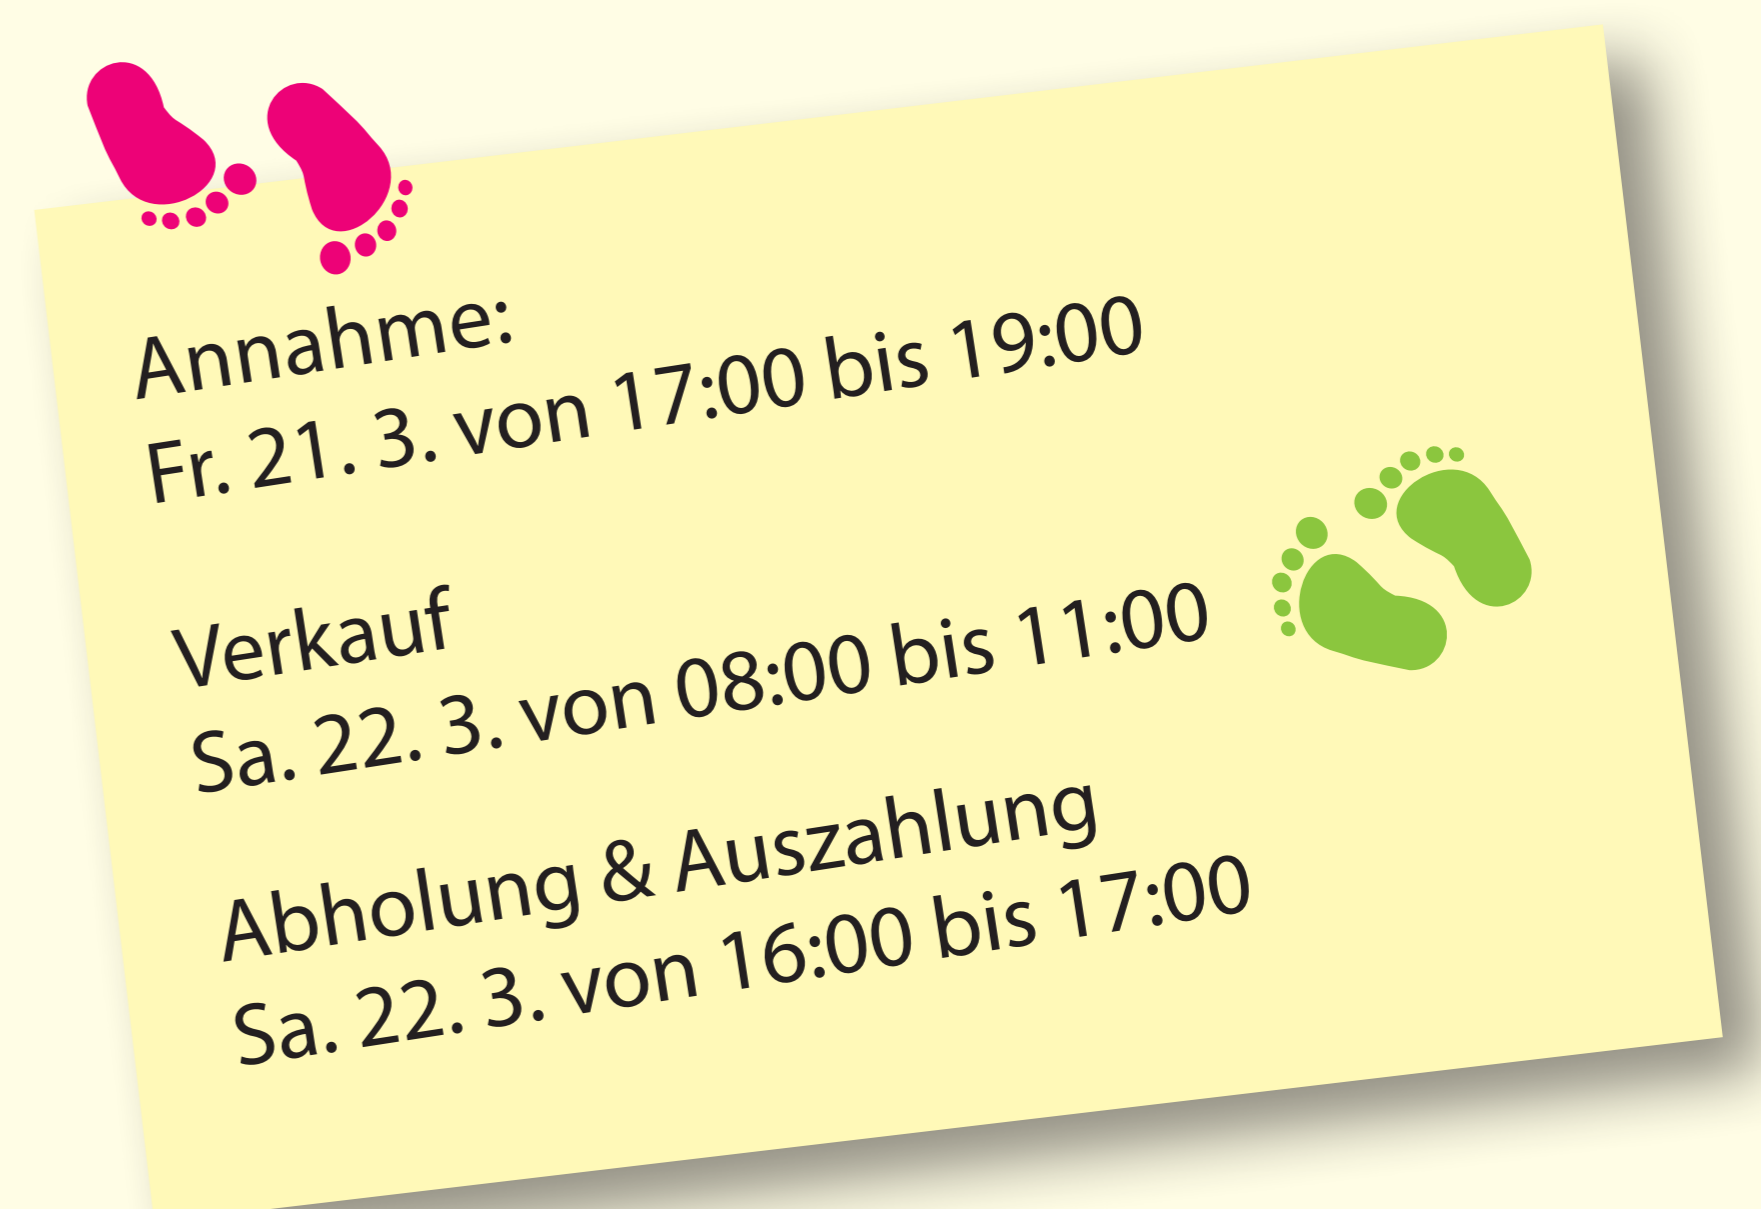 Annahme:
Fr. 21. 3. von 17:00 bis 19:00
Verkauf
Sa. 22. 3. von 08:00 bis 11:00
Abholung & Auszahlung
Sa. 22. 3. von 16:00 bis 17:00